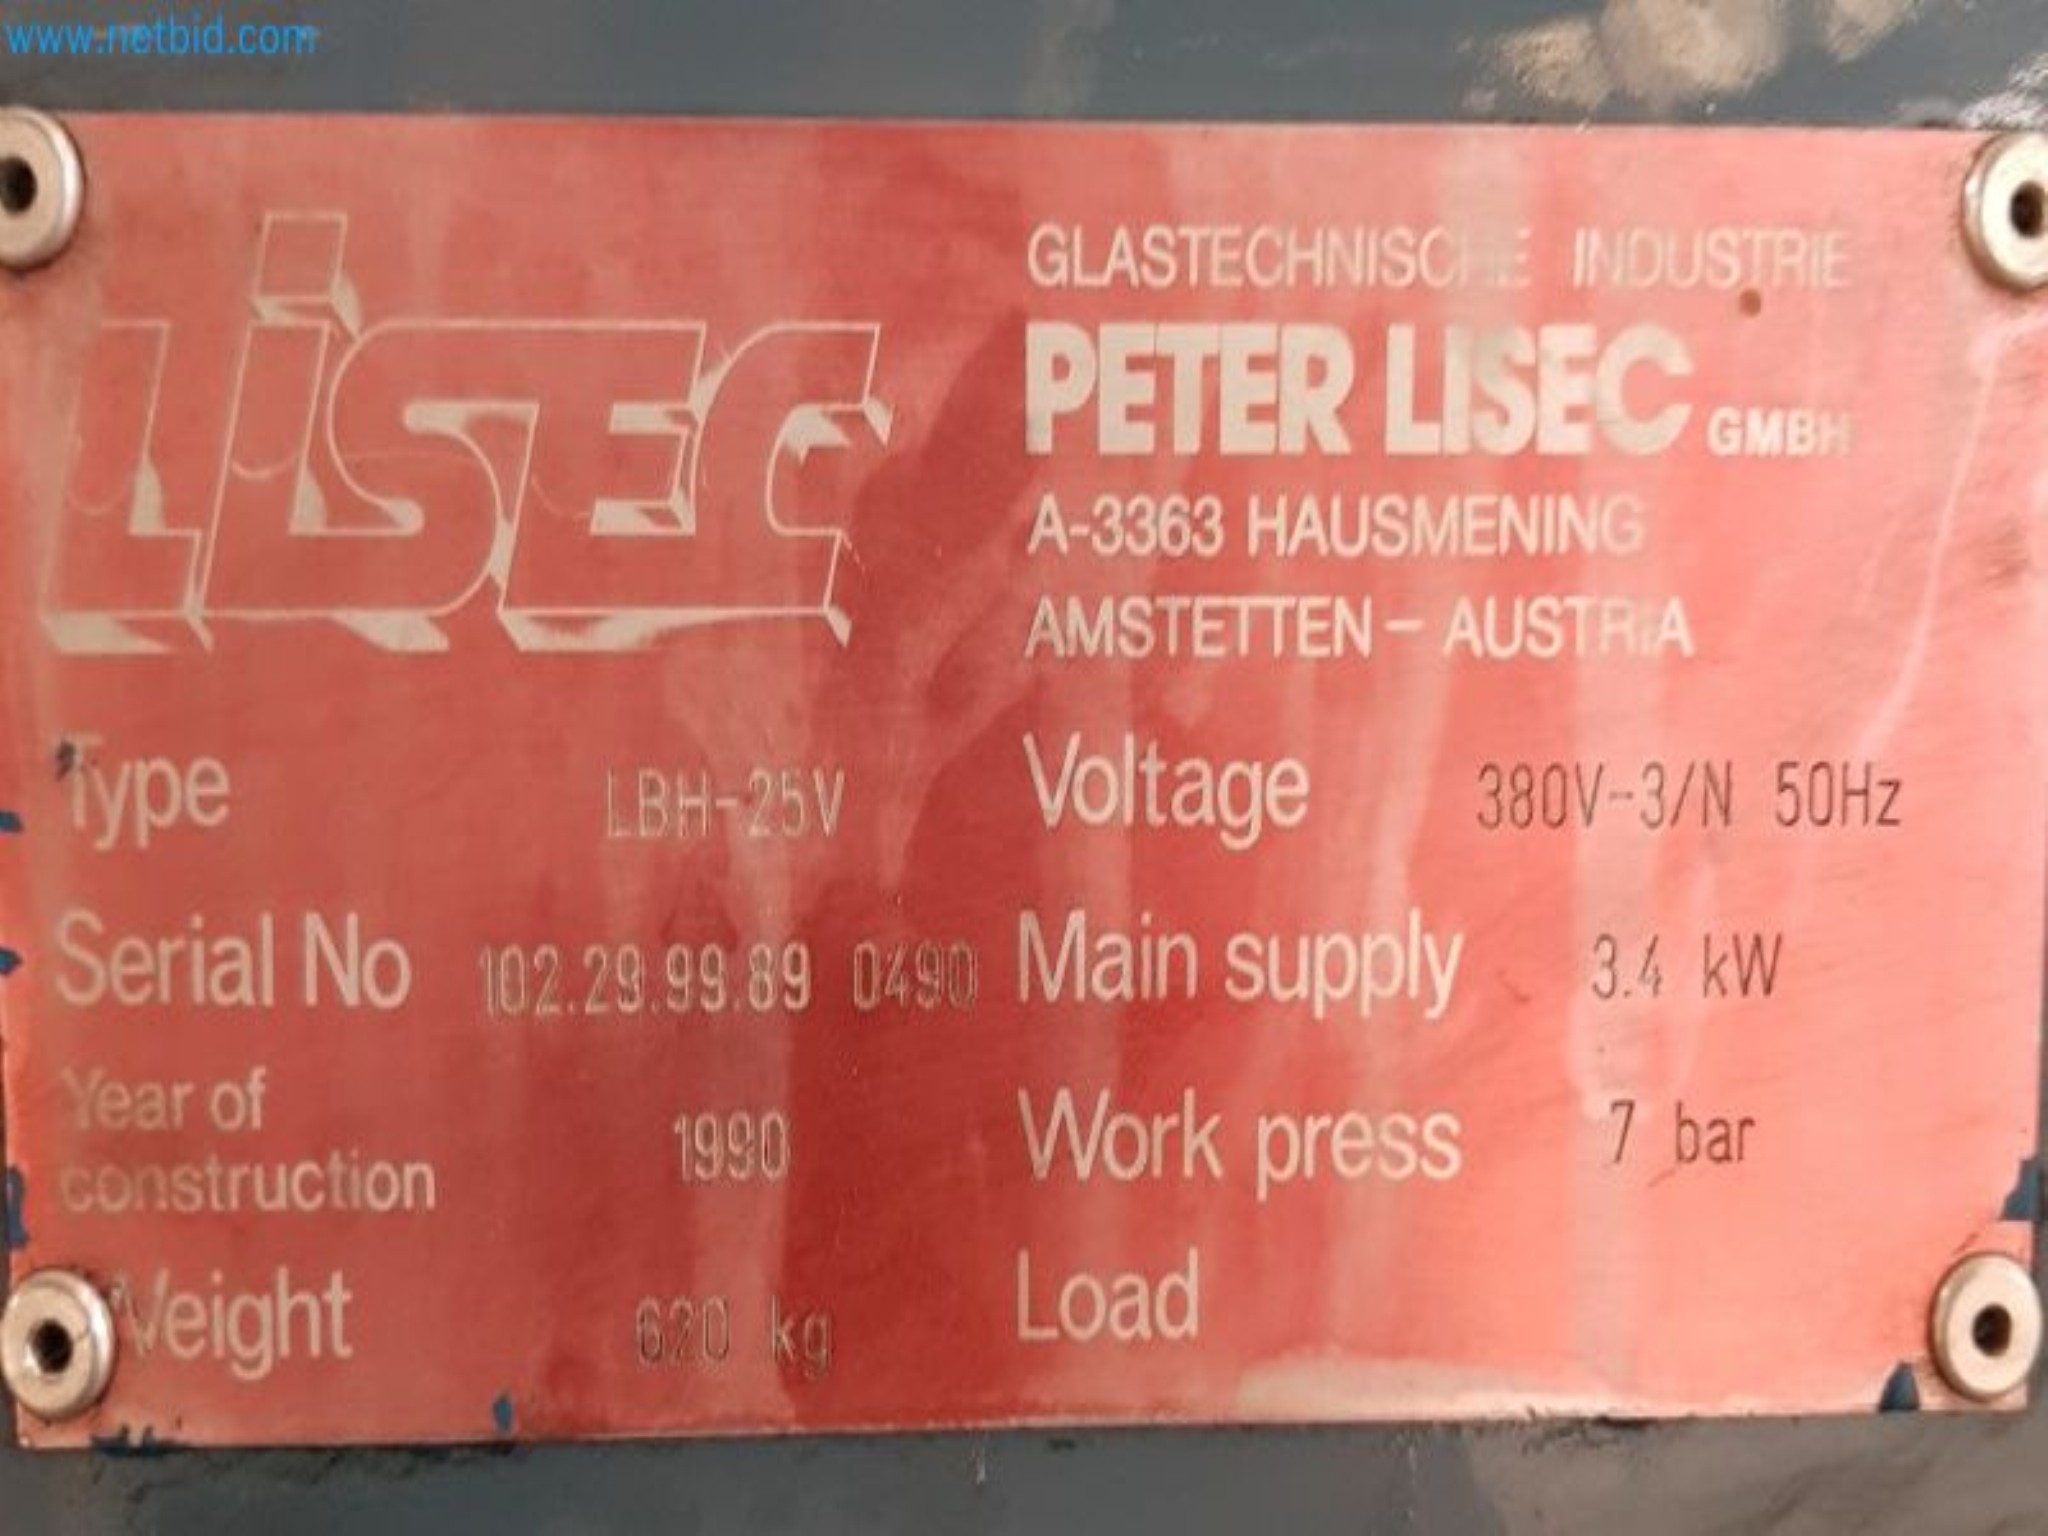 www.netbid.com
LISEC
GLASTECHNISCHE INDUSTRIE
PETER LISEC GMBH
A-3363 HAUSMENING
AMSTETTEN - AUSTRIA
Type LBH-25V
Serial No 102.29.99.89 0490
Year of construction 1990
Weight 620 kg
Voltage 380V-3/N 50Hz
Main supply 3.4 kW
Work press 7 bar
Load